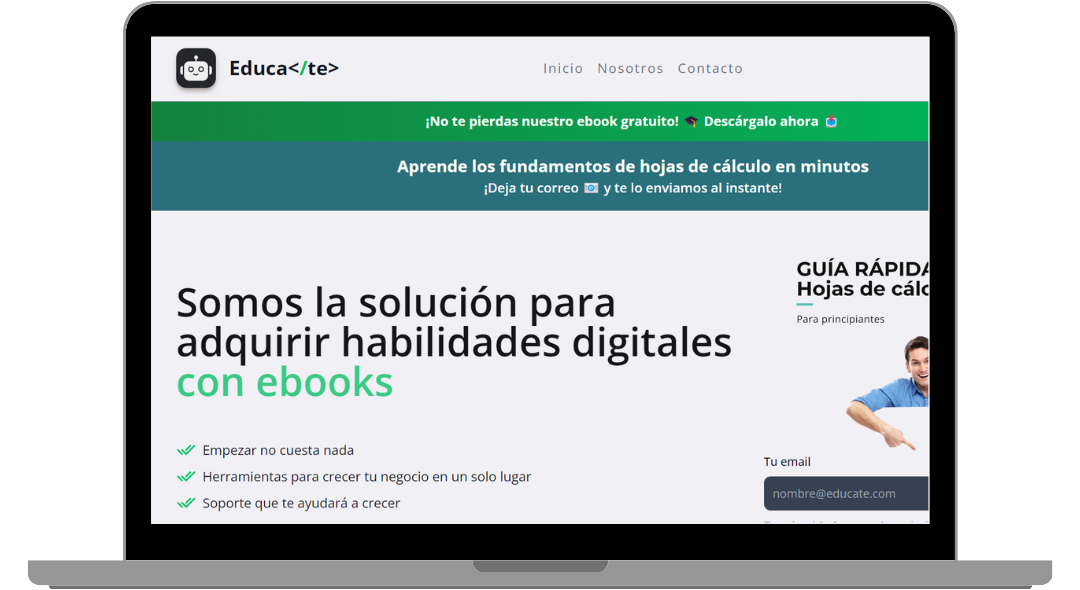 Educa</te>
Inicio Nosotros Contacto
¡No te pierdas nuestro ebook gratuito! 🎓 Descárgalo ahora 📩
Aprende los fundamentos de hojas de cálculo en minutos
¡Deja tu correo 📧 y te lo enviamos al instante!
Somos la solución para
adquirir habilidades digitales
con ebooks
Empezar no cuesta nada
Herramientas para crecer tu negocio en un solo lugar
Soporte que te ayudará a crecer
GUÍA RÁPIDA
Hojas de cálc
Para principiantes
Tu email
nombre@educate.com